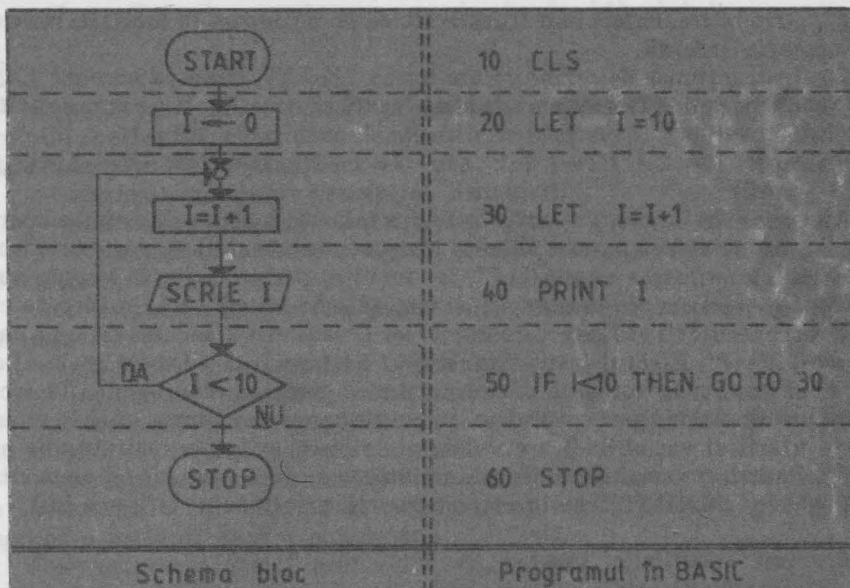 START
10 CLS
I ← 0
20 LET I=10
I=I+1
30 LET I=I+1
SCRIE I
40 PRINT I
DA
I < 10
NU
50 IF I<10 THEN GO TO 30
STOP
60 STOP
Schema bloc
Programul în BASIC